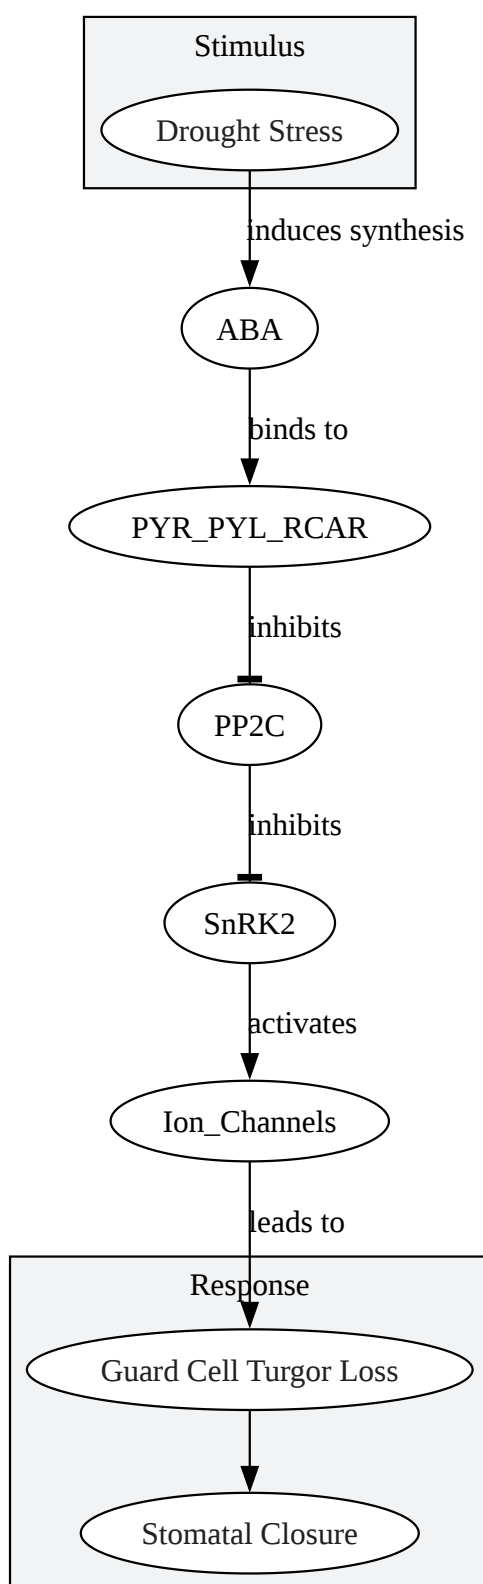 Stimulus
Drought Stress
induces synthesis
ABA
binds to
PYR_PYL_RCAR
inhibits
PP2C
inhibits
SnRK2
activates
Ion_Channels
leads to
Response
Guard Cell Turgor Loss
Stomatal Closure